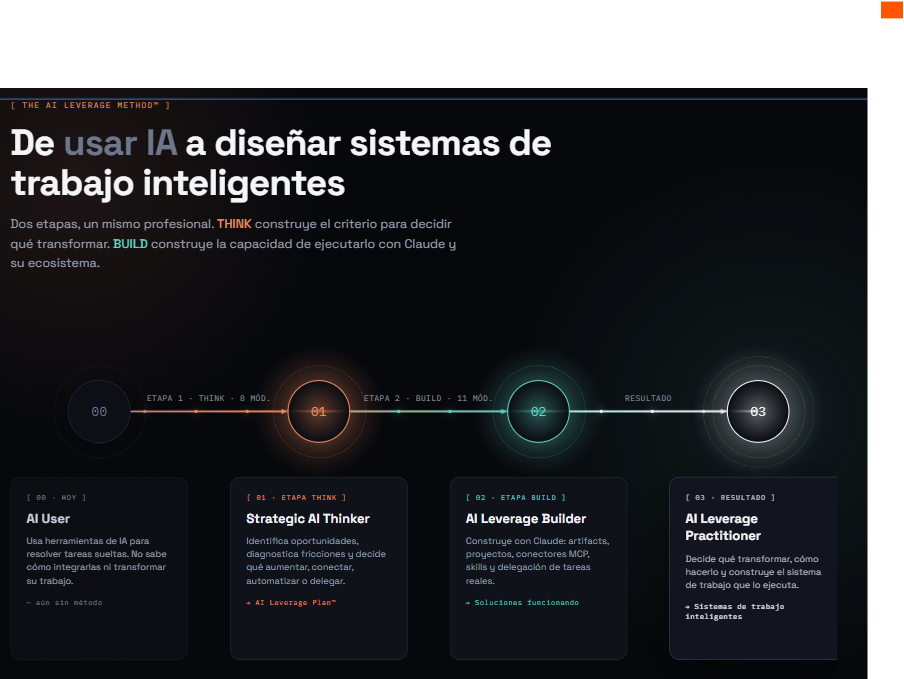 [ THE AI LEVERAGE METHOD™ ]
De usar IA a diseñar sistemas de
trabajo inteligentes
Dos etapas, un mismo profesional. THINK construye el criterio para decidir
qué transformar. BUILD construye la capacidad de ejecutarlo con Claude y
su ecosistema.
00
ETAPA 1 · THINK · 8 MÓD.
01
ETAPA 2 · BUILD · 11 MÓD.
02
RESULTADO
03
[ 00 · HOY ]
AI User
Usa herramientas de IA para
resolver tareas sueltas. No sabe
cómo integrarlas ni transformar
su trabajo.
— aún sin método
[ 01 · ETAPA THINK ]
Strategic AI Thinker
Identifica oportunidades,
diagnostica fricciones y decide
qué aumentar, conectar,
automatizar o delegar.
→ AI Leverage Plan™
[ 02 · ETAPA BUILD ]
AI Leverage Builder
Construye con Claude: artifacts,
proyectos, conectores MCP,
skills y delegación de tareas
reales.
→ Soluciones funcionando
[ 03 · RESULTADO ]
AI Leverage
Practitioner
Decide qué transformar, cómo
hacerlo y construye el sistema
de trabajo que lo ejecuta.
→ Sistemas de trabajo
inteligentes